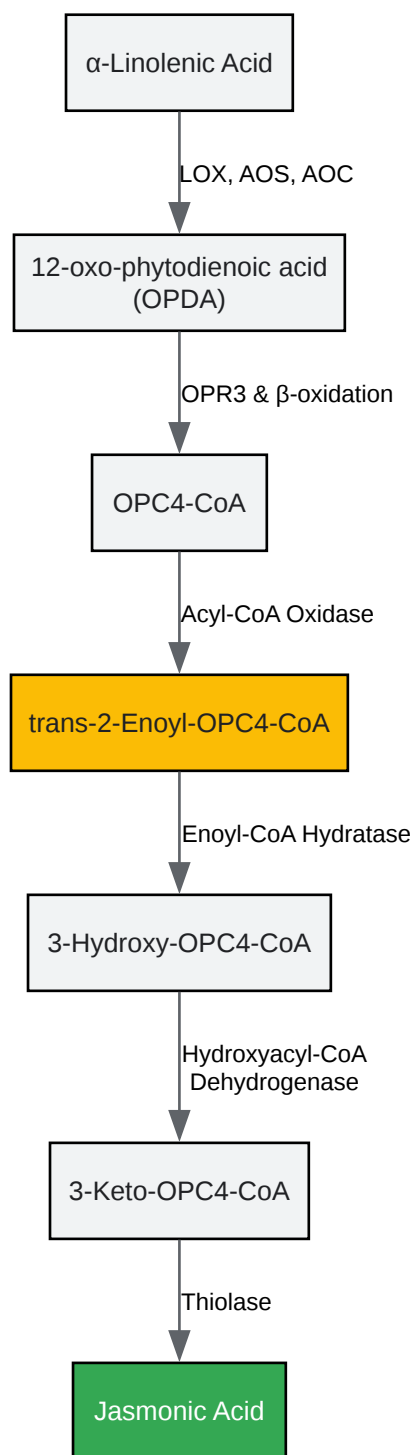 α-Linolenic Acid
LOX, AOS, AOC
12-oxo-phytodienoic acid
(OPDA)
OPR3 & β-oxidation
OPC4-CoA
Acyl-CoA Oxidase
trans-2-Enoyl-OPC4-CoA
Enoyl-CoA Hydratase
3-Hydroxy-OPC4-CoA
Hydroxyacyl-CoA
Dehydrogenase
3-Keto-OPC4-CoA
Thiolase
Jasmonic Acid